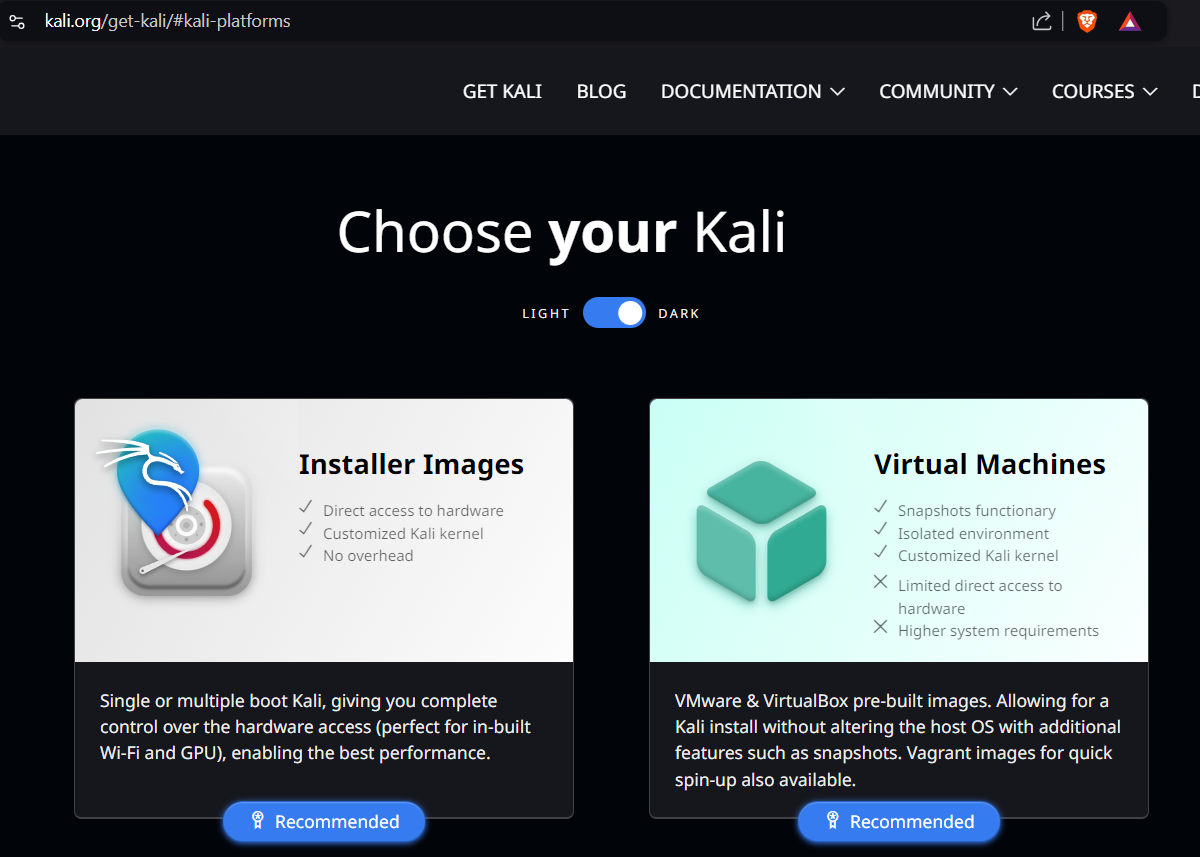 kali.org/get-kali/#kali-platforms
GET KALI BLOG DOCUMENTATION COMMUNITY COURSES
Choose your Kali
LIGHT DARK
Installer Images
Direct access to hardware
Customized Kali kernel
No overhead
Single or multiple boot Kali, giving you complete
control over the hardware access (perfect for in-built
Wi-Fi and GPU), enabling the best performance.
Recommended
Virtual Machines
Snapshots functionary
Isolated environment
Customized Kali kernel
Limited direct access to
hardware
Higher system requirements
VMware & VirtualBox pre-built images. Allowing for a
Kali install without altering the host OS with additional
features such as snapshots. Vagrant images for quick
spin-up also available.
Recommended